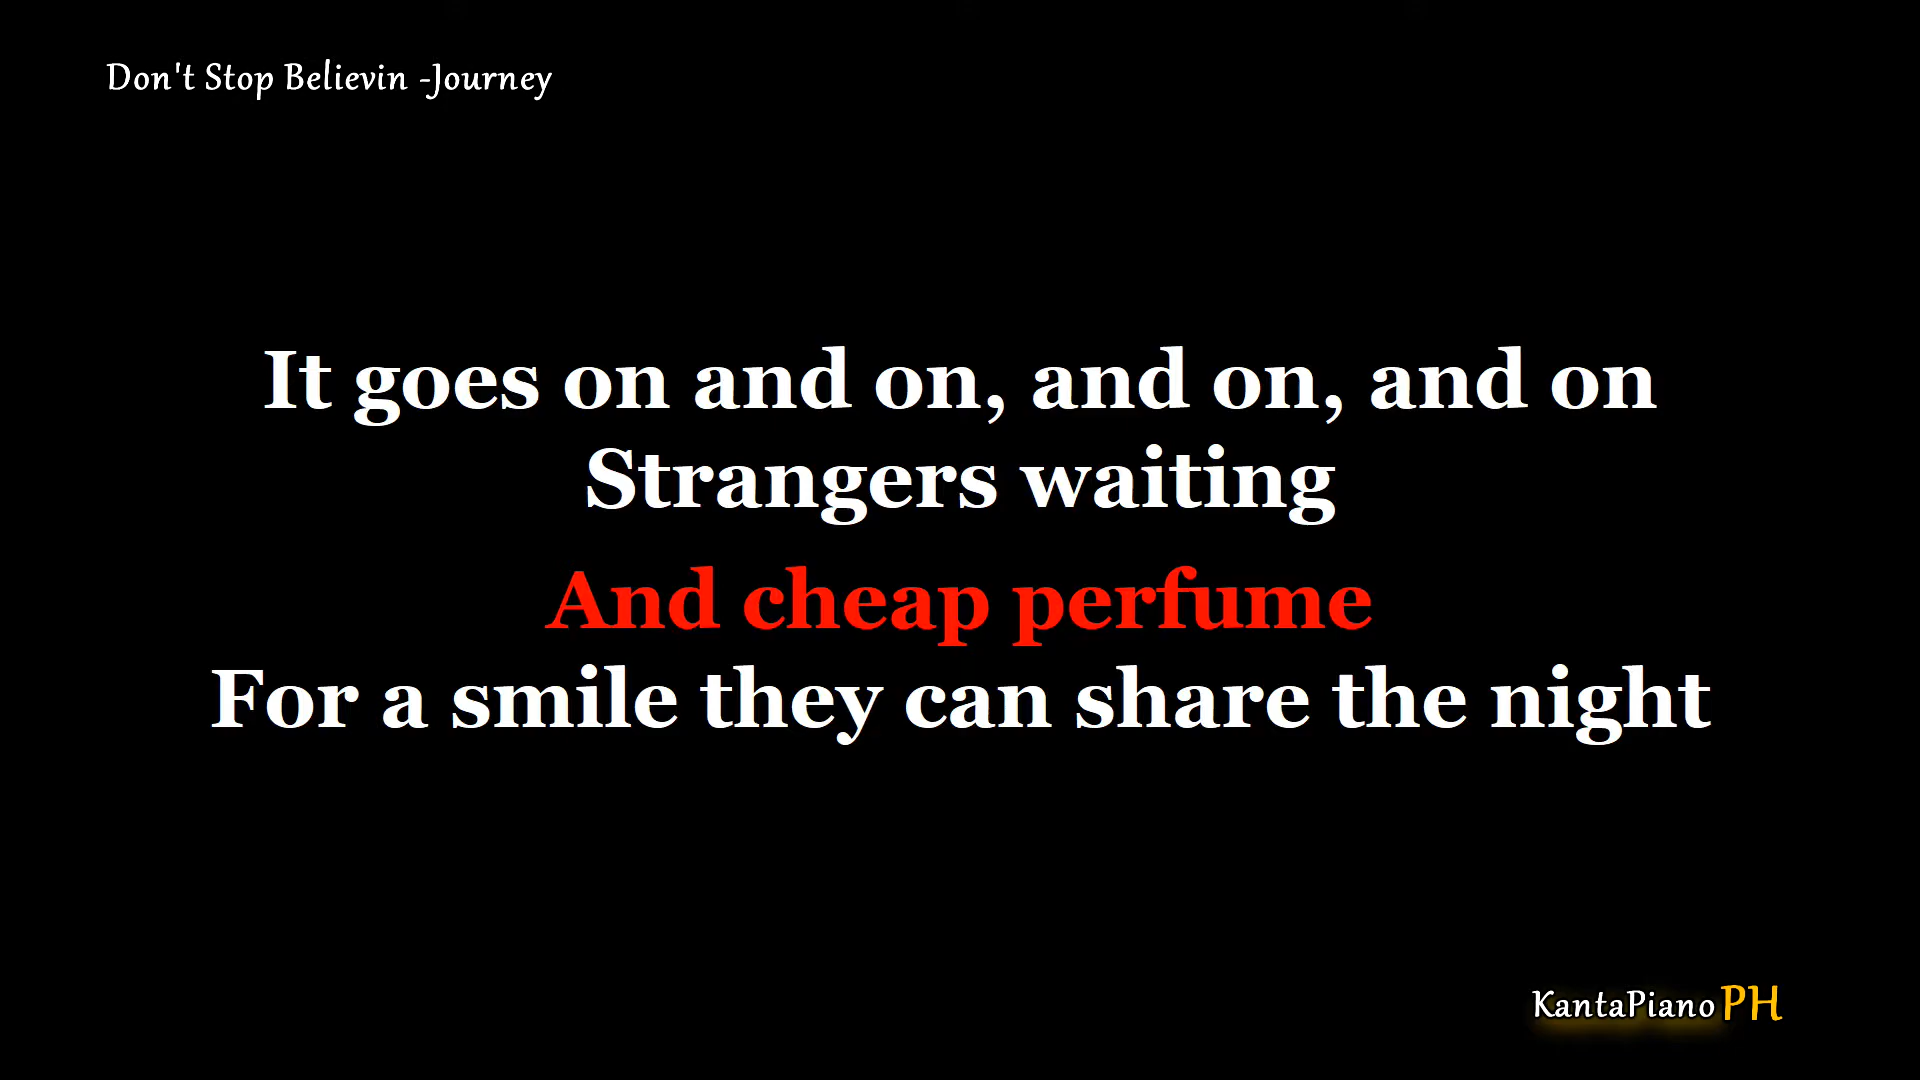 Don't Stop Believin -Journey
It goes on and on, and on, and on
Strangers waiting
And cheap perfume
For a smile they can share the night
KantaPiano PH